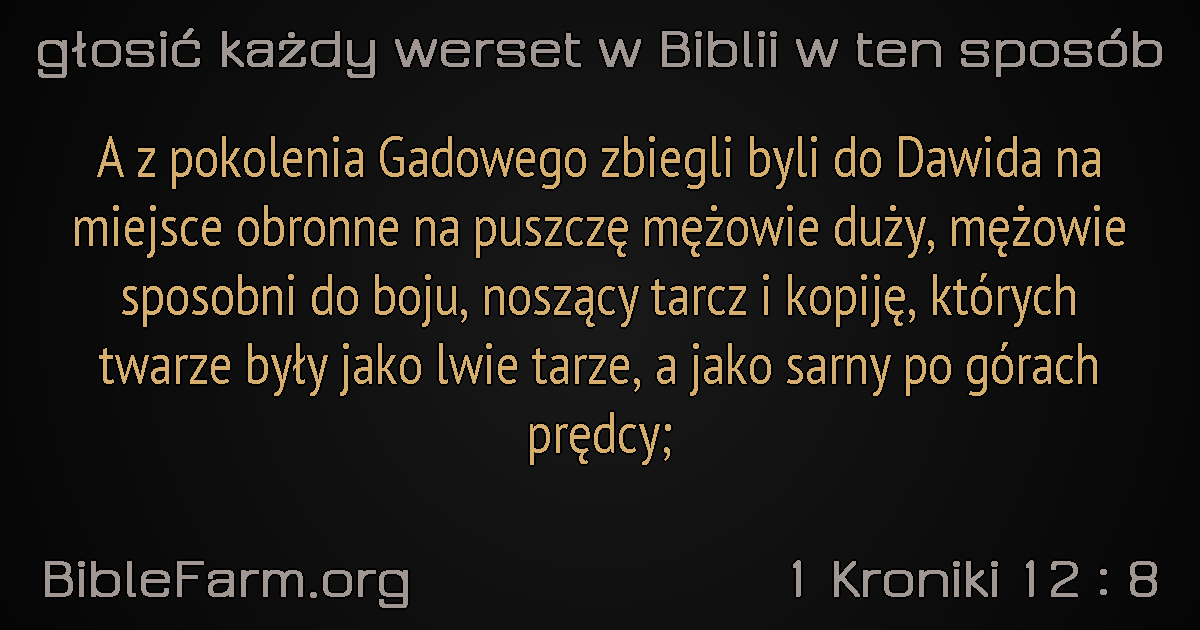 głosić każdy werset w Biblii w ten sposób
A z pokolenia Gadowego zbiegli byli do Dawida na
miejsce obronne na puszczę mężowie duży, mężowie
sposobni do boju, noszący tarcz i kopiję, których
twarze były jako lwie tarze, a jako sarny po górach
prędcy;
BibleFarm.org
1 Kroniki 12 : 8